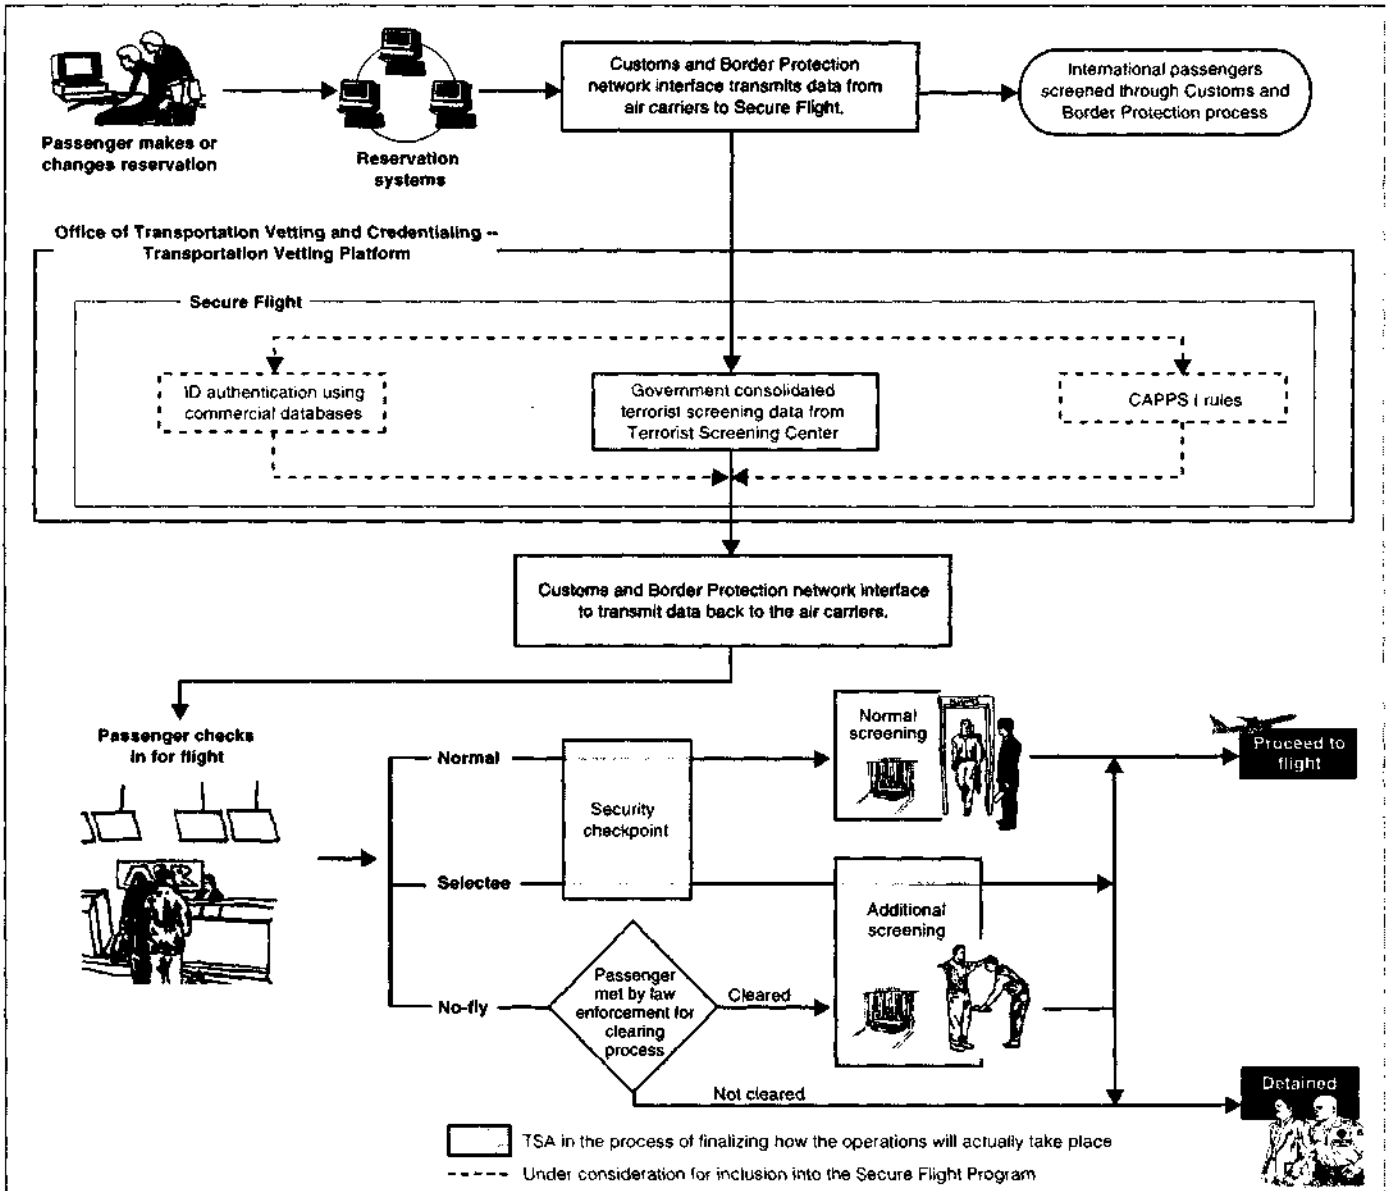 Customs and Border Protection
network interface transmits data from
air carriers to Secure Flight.
International passengers
screened through Customs and
Border Protection process
Passenger makes or
changes reservation
Reservation
systems
Office of Transportation Vetting and Credentialing --
Transportation Vetting Platform
Secure Flight
ID authentication using
commercial databases
Government consolidated
terrorist screening data from
Terrorist Screening Center
CAPPS I rules
Customs and Border Protection network interface
to transmit data back to the air carriers.
Passenger checks
in for flight
Normal
Security
checkpoint
Normal
screening
Proceed to
flight
Selectee
Additional
screening
No-fly
Passenger
met by law
enforcement for
clearing
process
Cleared
Not cleared
Detained
TSA in the process of finalizing how the operations will actually take place
Under consideration for inclusion into the Secure Flight Program